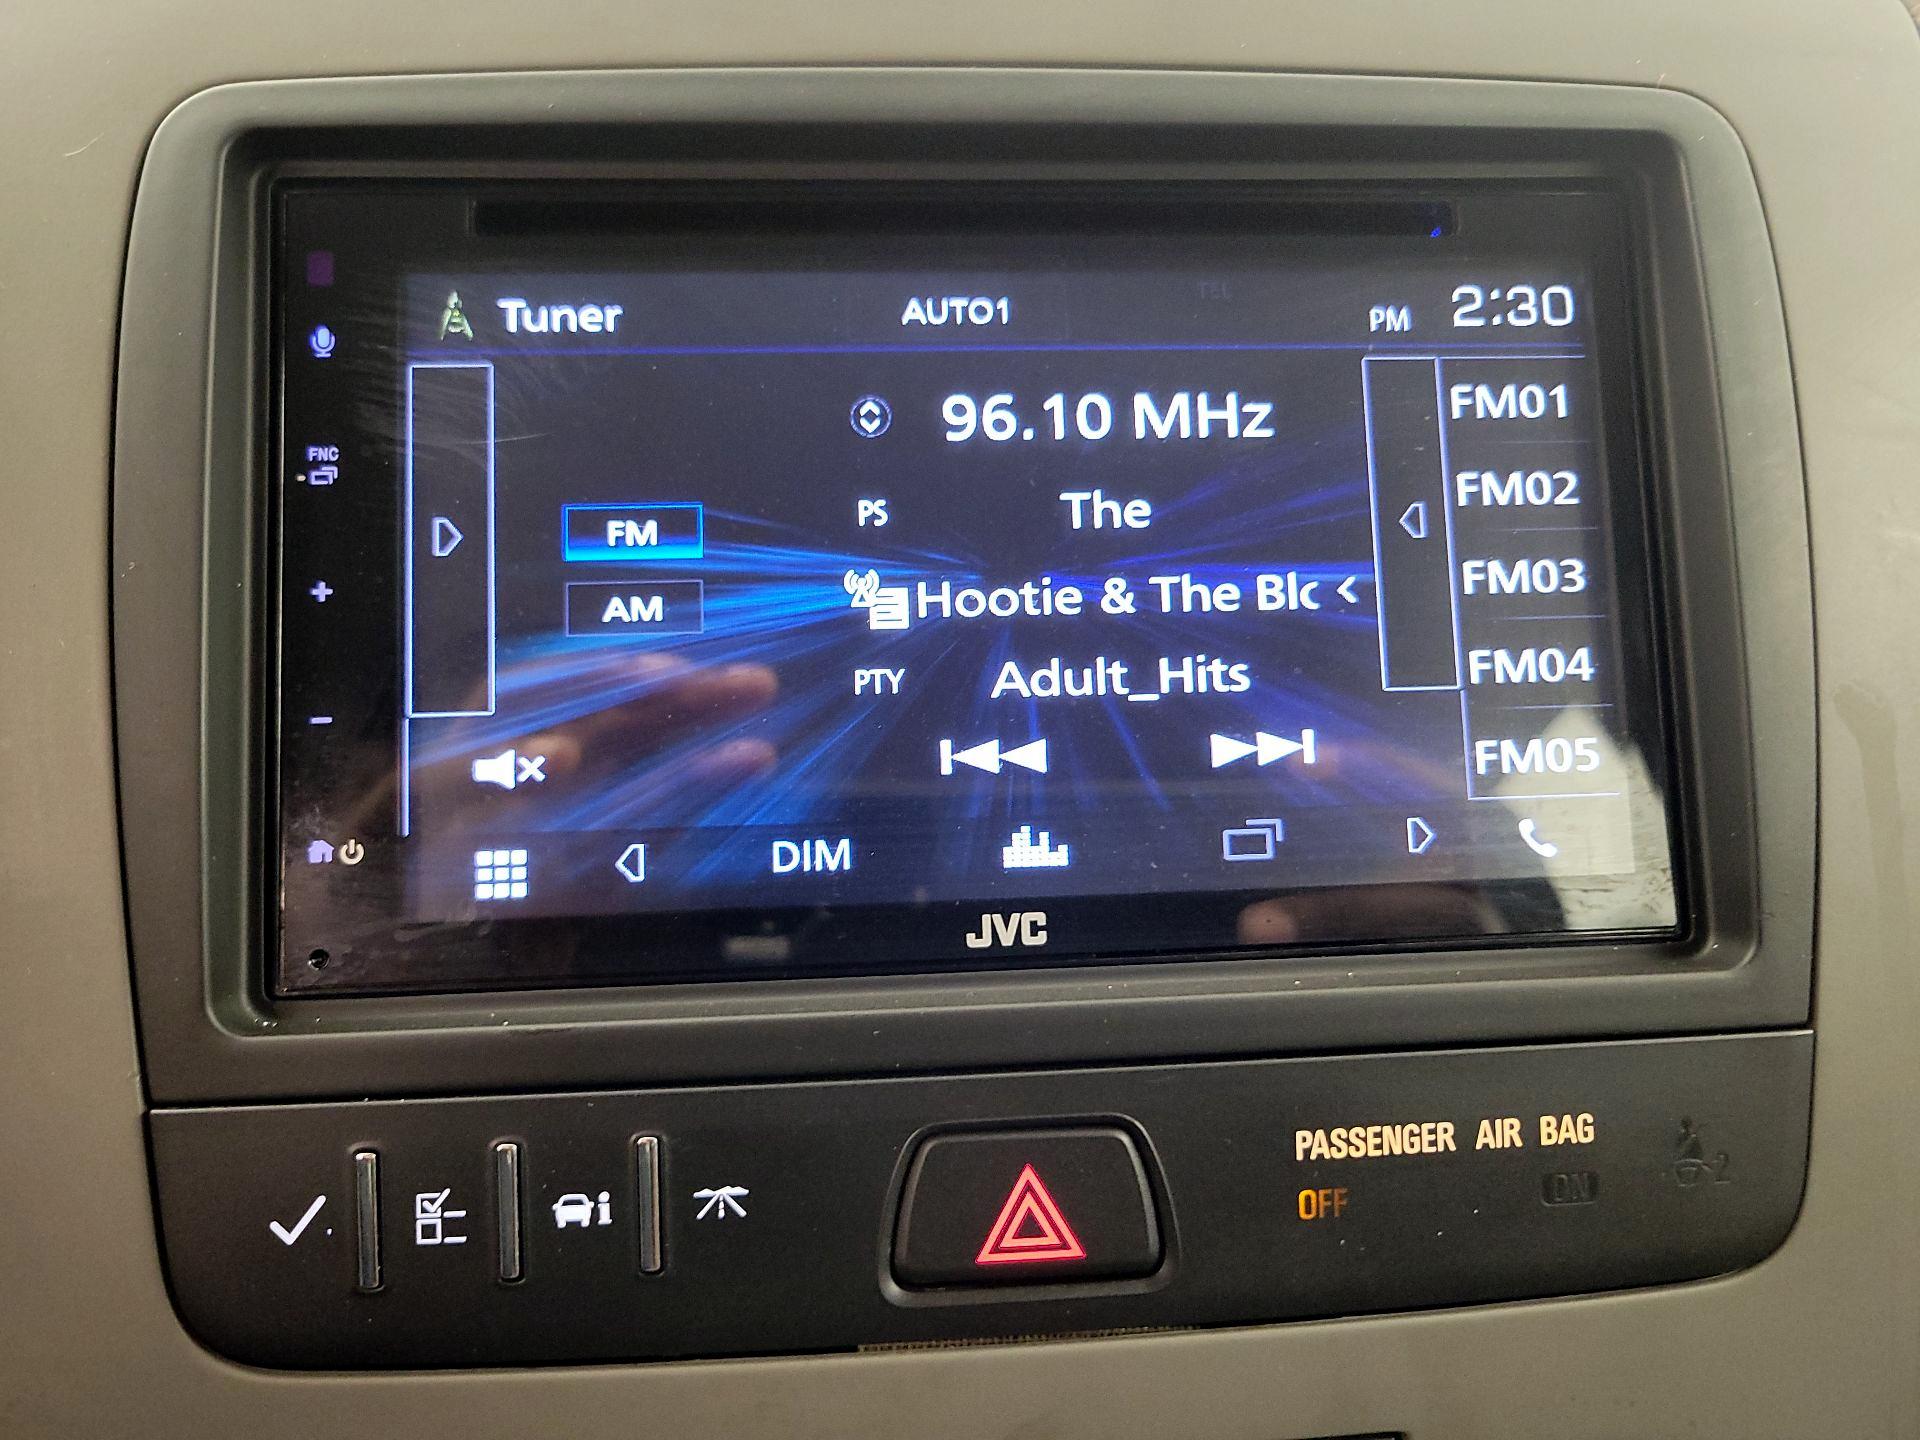 Tuner AUTO1 PM 2:30
96.10 MHz
FM01
FNC
PS The
FM02
FM
Hootie & The Blc <
FM03
AM
PTY Adult_Hits
FM04
FM05
DIM
JVC
PASSENGER AIR BAG
OFF ON
2